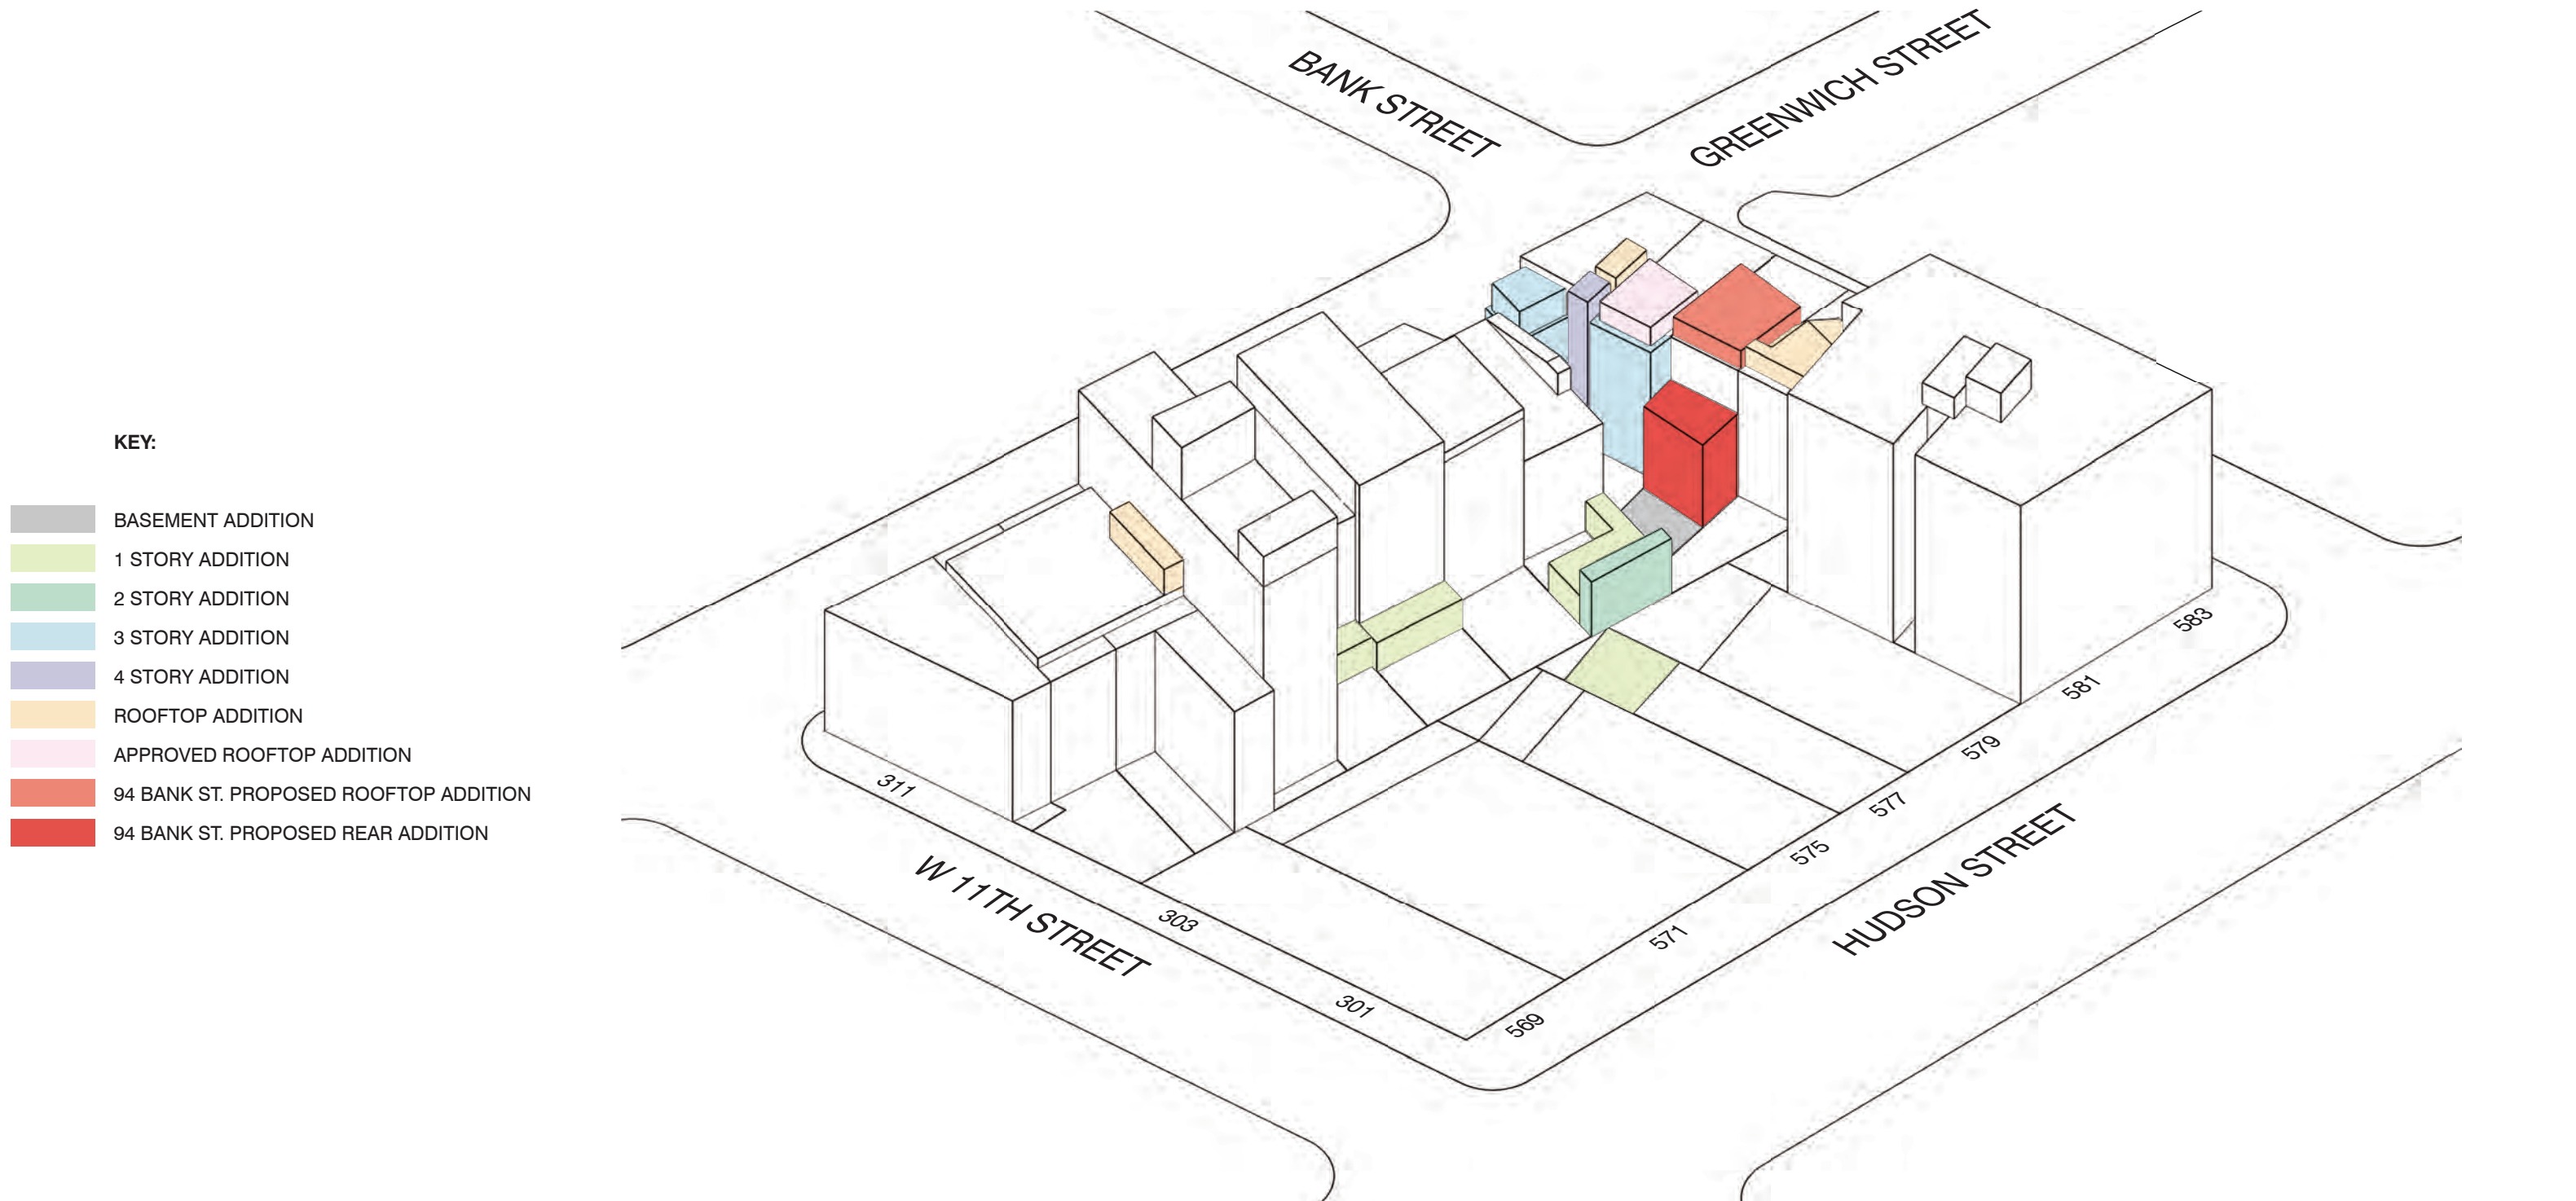 BANK STREET
GREENWICH STREET
KEY:
BASEMENT ADDITION
1 STORY ADDITION
2 STORY ADDITION
3 STORY ADDITION
4 STORY ADDITION
ROOFTOP ADDITION
APPROVED ROOFTOP ADDITION
94 BANK ST. PROPOSED ROOFTOP ADDITION
94 BANK ST. PROPOSED REAR ADDITION
583
581
579
577
575
571
569
HUDSON STREET
311
303
301
W 11TH STREET